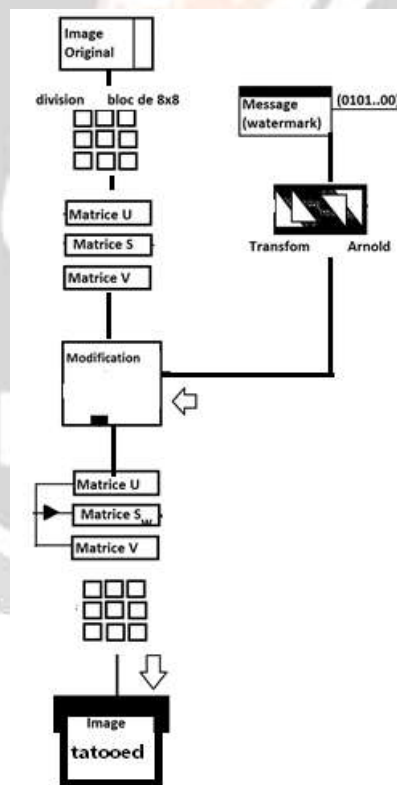 Image
Original
division bloc de 8x8
Matrice U
Matrice S
Matrice V
Message
(watermark)
(0101..00)
Transfom Arnold
Modification
Matrice U
Matrice Sw
Matrice V
Image
tatooed